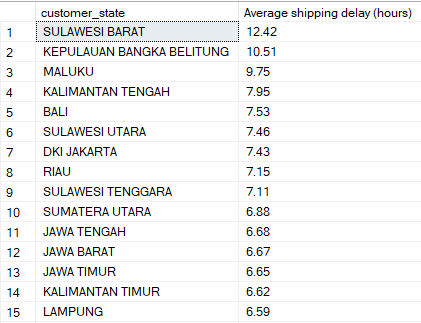 customer_state Average shipping delay (hours)
1 SULAWESI BARAT 12.42
2 KEPULAUAN BANGKA BELITUNG 10.51
3 MALUKU 9.75
4 KALIMANTAN TENGAH 7.95
5 BALI 7.53
6 SULAWESI UTARA 7.46
7 DKI JAKARTA 7.43
8 RIAU 7.15
9 SULAWESI TENGGARA 7.11
10 SUMATERA UTARA 6.88
11 JAWA TENGAH 6.68
12 JAWA BARAT 6.67
13 JAWA TIMUR 6.65
14 KALIMANTAN TIMUR 6.62
15 LAMPUNG 6.59